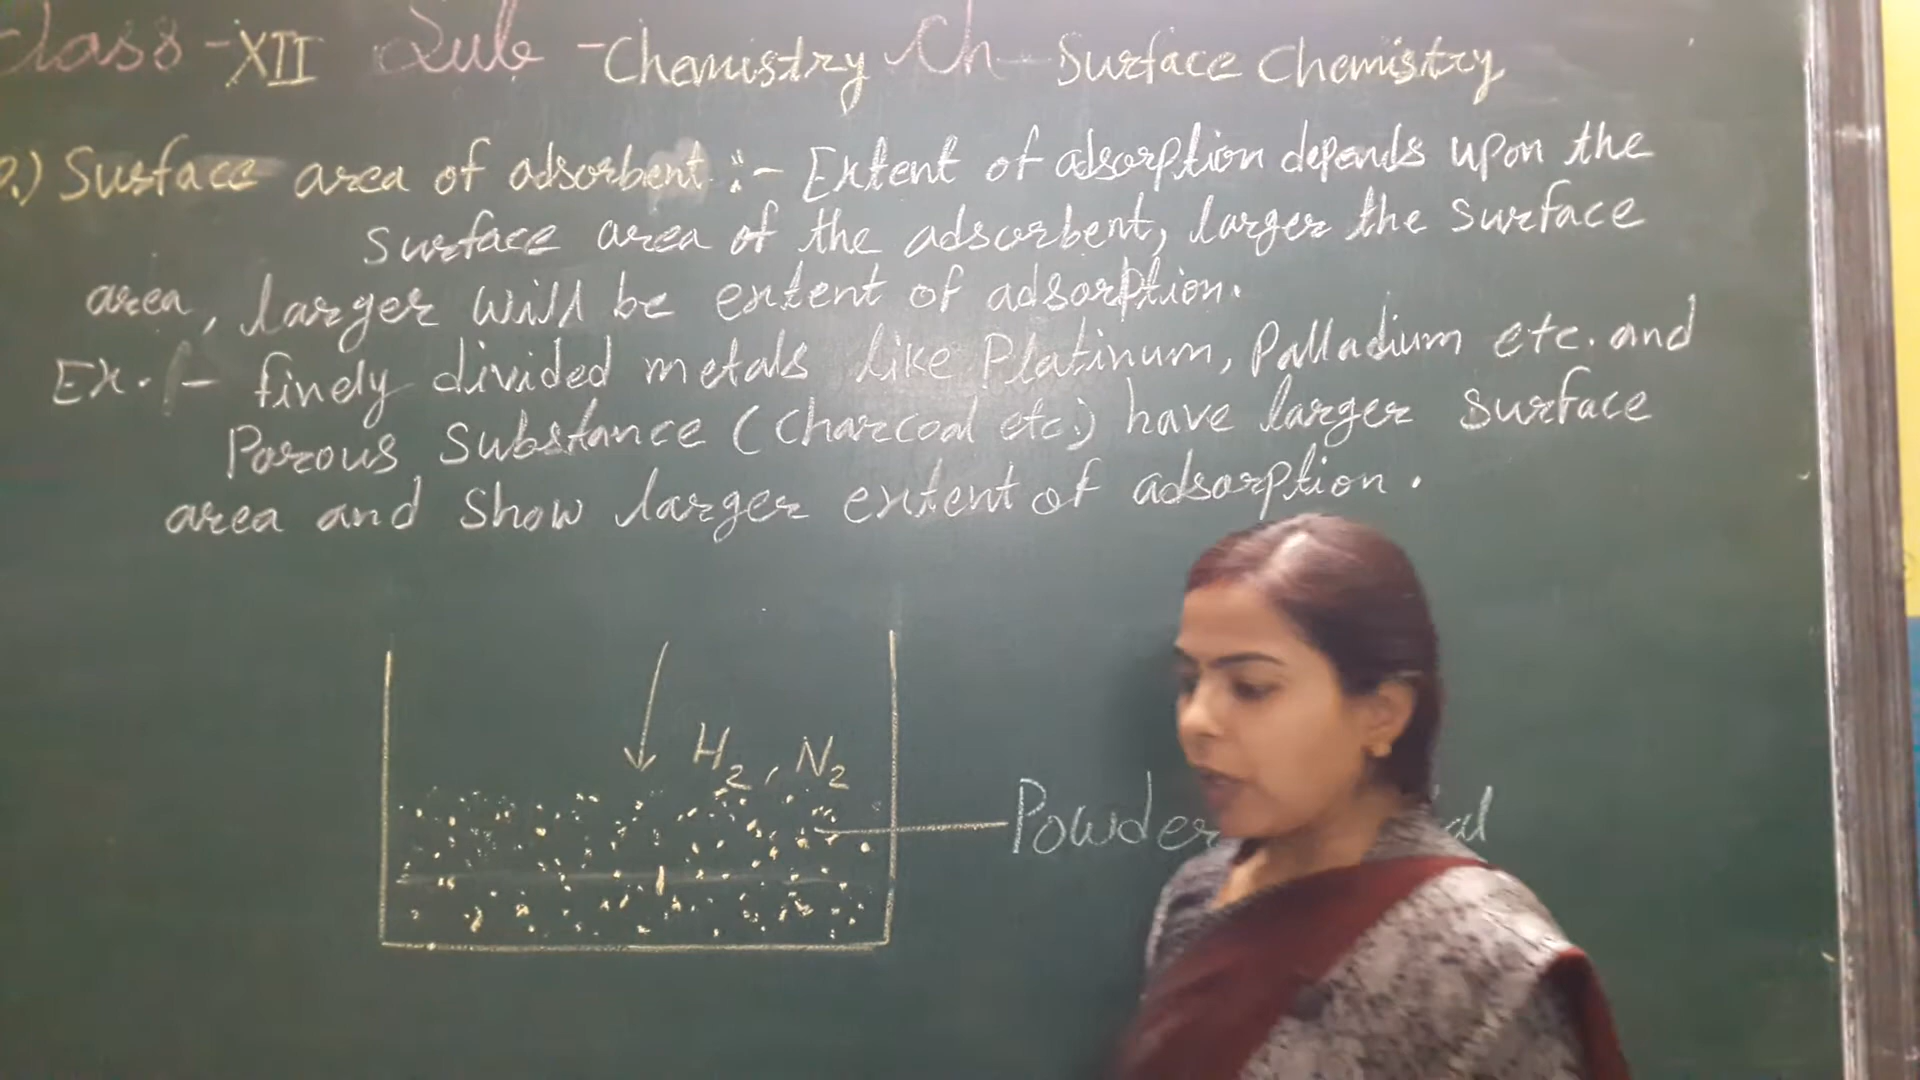 Class - XII Sub - Chemistry Ch - Surface Chemistry
2.) Surface area of adsorbent :- Extent of adsorption depends upon the
surface area of the adsorbent, larger the surface
area, larger will be extent of adsorption.
Ex. :- finely divided metals like Platinum, Palladium etc. and
Porous Substance (Charcoal etc.) have larger surface
area and show larger extent of adsorption.
H2, N2